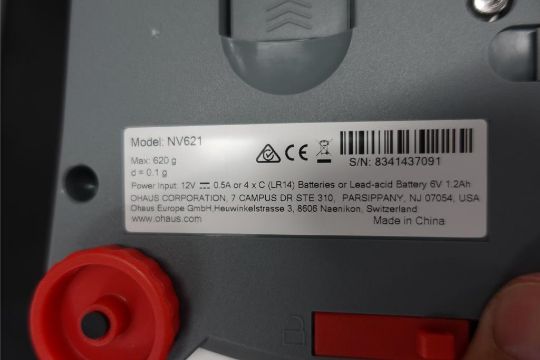 Model: NV621
Max: 620 g
d = 0.1 g
S/N: 8341437091
Power Input: 12V ⎓ 0.5A or 4 x C (LR14) Batteries or Lead-acid Battery 6V 1.2Ah
OHAUS CORPORATION, 7 CAMPUS DR STE 310, PARSIPPANY, NJ 07054, USA
Ohaus Europe GmbH, Heuwinkelstrasse 3, 8606 Naenikon, Switzerland
www.ohaus.com
Made in China